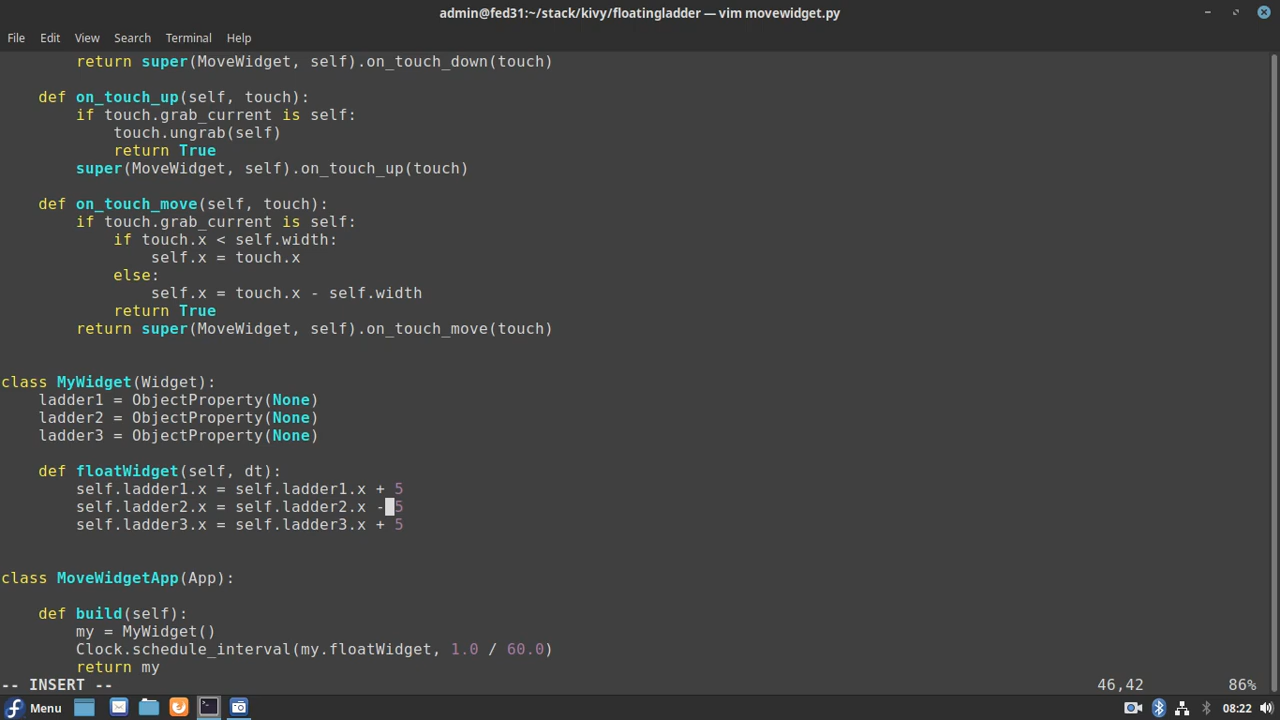 admin@fed31:~/stack/kivy/floatingladder — vim movewidget.py
File Edit View Search Terminal Help
        return super(MoveWidget, self).on_touch_down(touch)

    def on_touch_up(self, touch):
        if touch.grab_current is self:
            touch.ungrab(self)
            return True
        super(MoveWidget, self).on_touch_up(touch)

    def on_touch_move(self, touch):
        if touch.grab_current is self:
            if touch.x < self.width:
                self.x = touch.x
            else:
                self.x = touch.x - self.width
            return True
        return super(MoveWidget, self).on_touch_move(touch)


class MyWidget(Widget):
    ladder1 = ObjectProperty(None)
    ladder2 = ObjectProperty(None)
    ladder3 = ObjectProperty(None)

    def floatWidget(self, dt):
        self.ladder1.x = self.ladder1.x + 5
        self.ladder2.x = self.ladder2.x - 5
        self.ladder3.x = self.ladder3.x + 5


class MoveWidgetApp(App):

    def build(self):
        my = MyWidget()
        Clock.schedule_interval(my.floatWidget, 1.0 / 60.0)
        return my
-- INSERT -- 46,42 86%
Menu 08:22